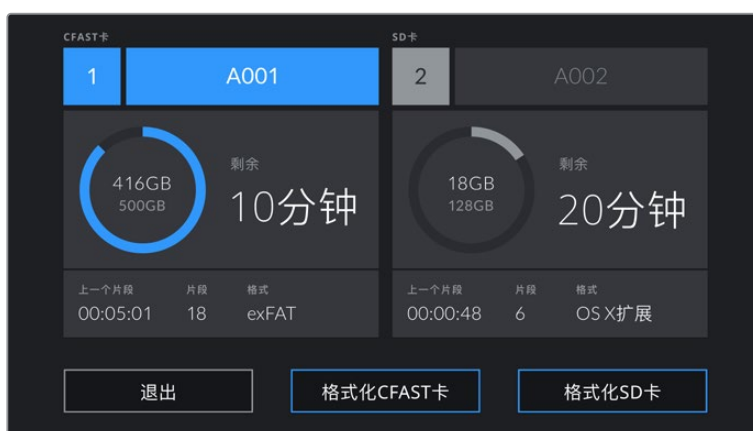 CFAST卡
1 A001
416GB
500GB
剩余
10分钟
上一个片段 片段 格式
00:05:01 18 exFAT
SD卡
2 A002
18GB
128GB
剩余
20分钟
上一个片段 片段 格式
00:00:48 6 OS X扩展
退出 格式化CFAST卡 格式化SD卡